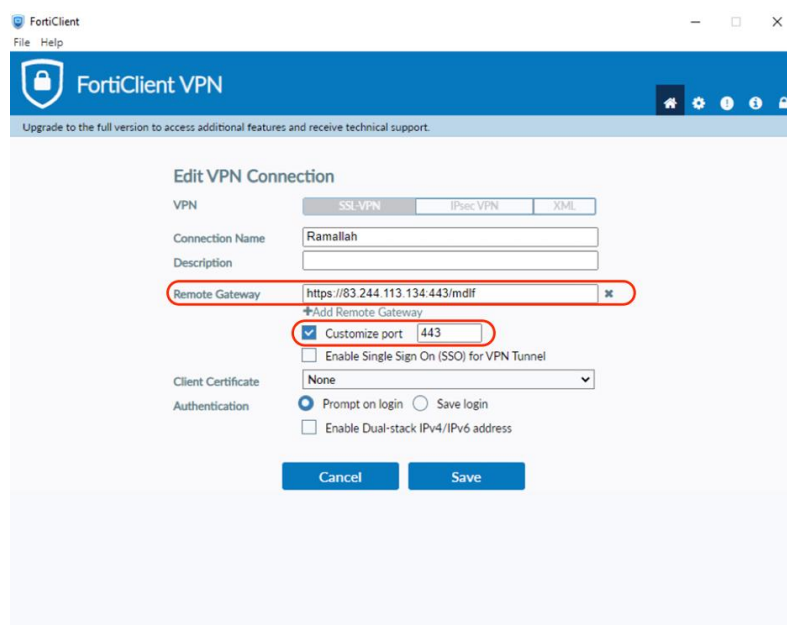 FortiClient
File Help
FortiClient VPN
Upgrade to the full version to access additional features and receive technical support.
Edit VPN Connection
VPN SSL-VPN IPsec VPN XML
Connection Name Ramallah
Description
Remote Gateway https://83.244.113.134:443/mdlf
+Add Remote Gateway
Customize port 443
Enable Single Sign On (SSO) for VPN Tunnel
Client Certificate None
Authentication Prompt on login Save login
Enable Dual-stack IPv4/IPv6 address
Cancel Save